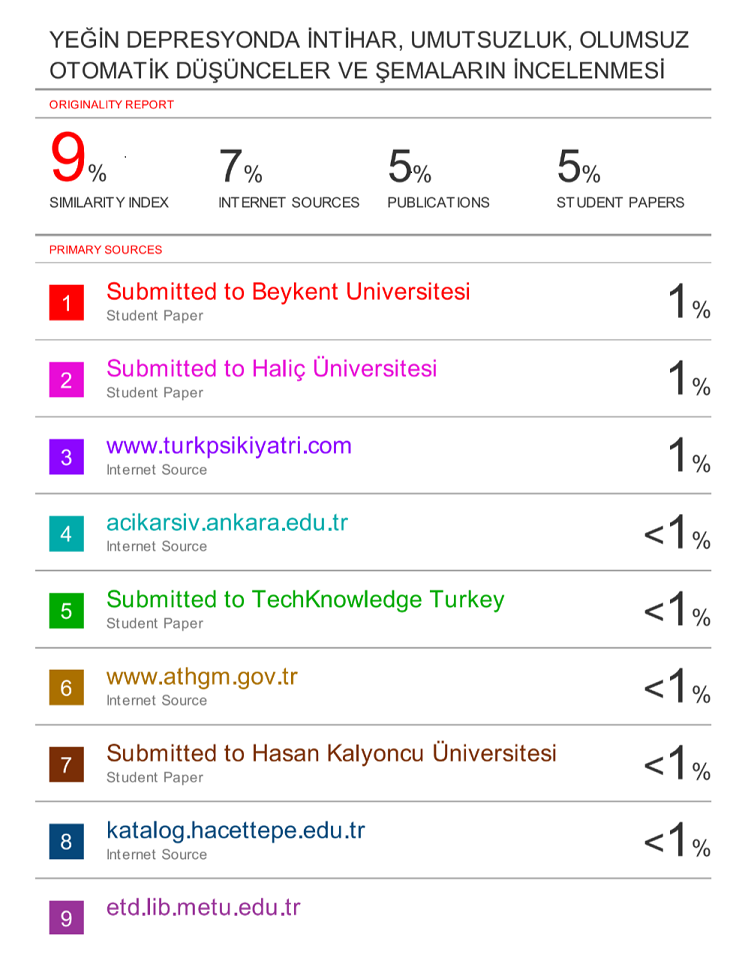 YEĞİN DEPRESYONDA İNTİHAR, UMUTSUZLUK, OLUMSUZ
OTOMATİK DÜŞÜNCELER VE ŞEMALARIN İNCELENMESİ
ORIGINALITY REPORT
9%
SIMILARITY INDEX
7%
INTERNET SOURCES
5%
PUBLICATIONS
5%
STUDENT PAPERS
PRIMARY SOURCES
1
Submitted to Beykent Universitesi
Student Paper
1%
2
Submitted to Haliç Üniversitesi
Student Paper
1%
3
www.turkpsikiyatri.com
Internet Source
1%
4
acikarsiv.ankara.edu.tr
Internet Source
<1%
5
Submitted to TechKnowledge Turkey
Student Paper
<1%
6
www.athgm.gov.tr
Internet Source
<1%
7
Submitted to Hasan Kalyoncu Üniversitesi
Student Paper
<1%
8
katalog.hacettepe.edu.tr
Internet Source
<1%
9
etd.lib.metu.edu.tr